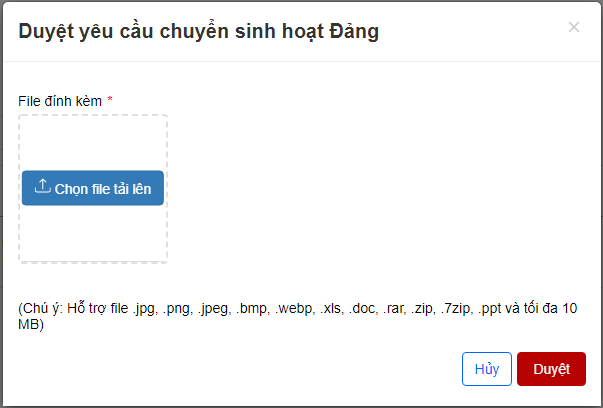 Duyệt yêu cầu chuyển sinh hoạt Đảng
×
File đính kèm *
Chọn file tải lên
(Chú ý: Hỗ trợ file .jpg, .png, .jpeg, .bmp, .webp, .xls, .doc, .rar, .zip, .7zip, .ppt và tối đa 10
MB)
Hủy
Duyệt